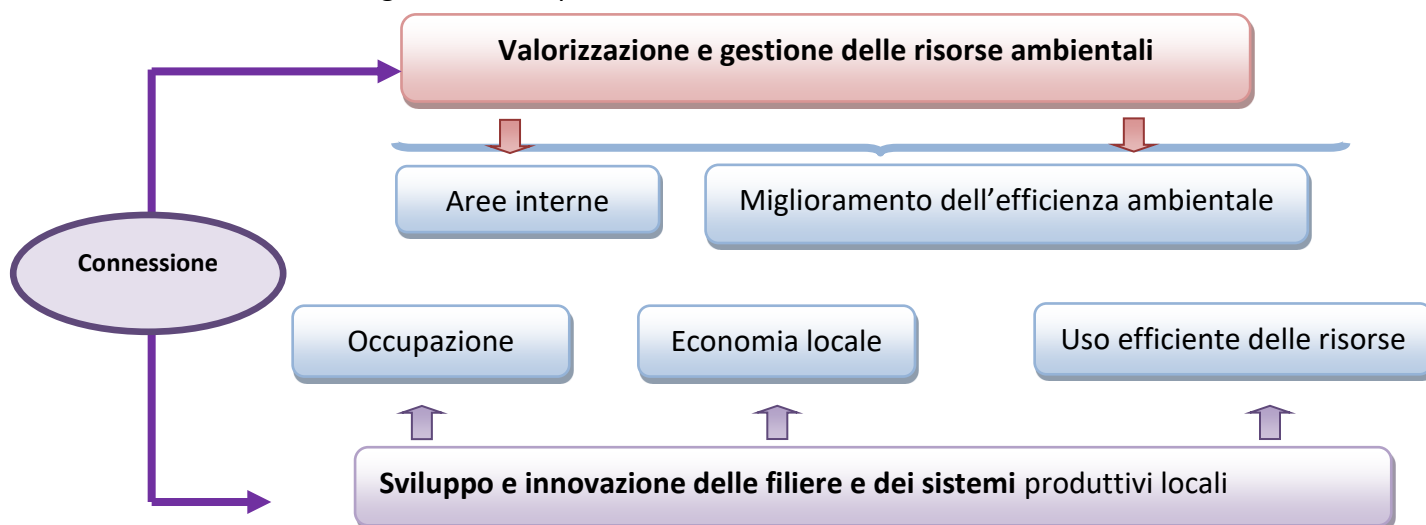 Valorizzazione e gestione delle risorse ambientali
Aree interne
Miglioramento dell’efficienza ambientale
Connessione
Occupazione
Economia locale
Uso efficiente delle risorse
Sviluppo e innovazione delle filiere e dei sistemi produttivi locali